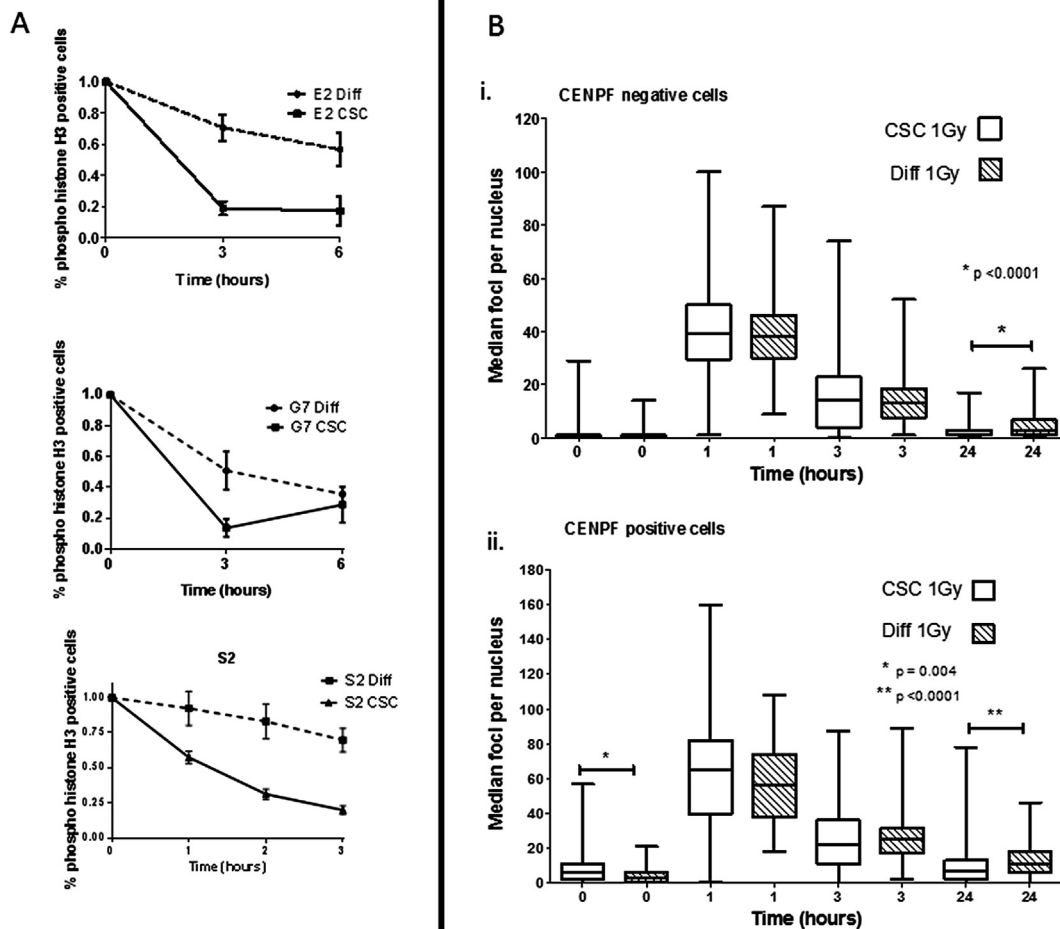 A
% phospho histone H3 positive cells
1.0
0.8
0.6
0.4
0.2
0.0
0
3
6
Time (hours)
E2 Diff
E2 CSC
% phospho histone H3 positive cells
1.0
0.8
0.6
0.4
0.2
0.0
0
3
6
Time (hours)
G7 Diff
G7 CSC
S2
% phospho histone H3 positive cells
1.00
0.75
0.50
0.25
0.00
0
1
2
3
Time (hours)
S2 Diff
S2 CSC
B
i.
CENPF negative cells
Median foci per nucleus
120
100
80
60
40
20
0
CSC 1Gy
Diff 1Gy
* p <0.0001
*
0 0 1 1 3 3 24 24
Time (hours)
ii.
CENPF positive cells
Median foci per nucleus
180
160
140
120
100
80
60
40
20
0
CSC 1Gy
Diff 1Gy
* p = 0.004
** p <0.0001
*
**
0 0 1 1 3 3 24 24
Time (hours)